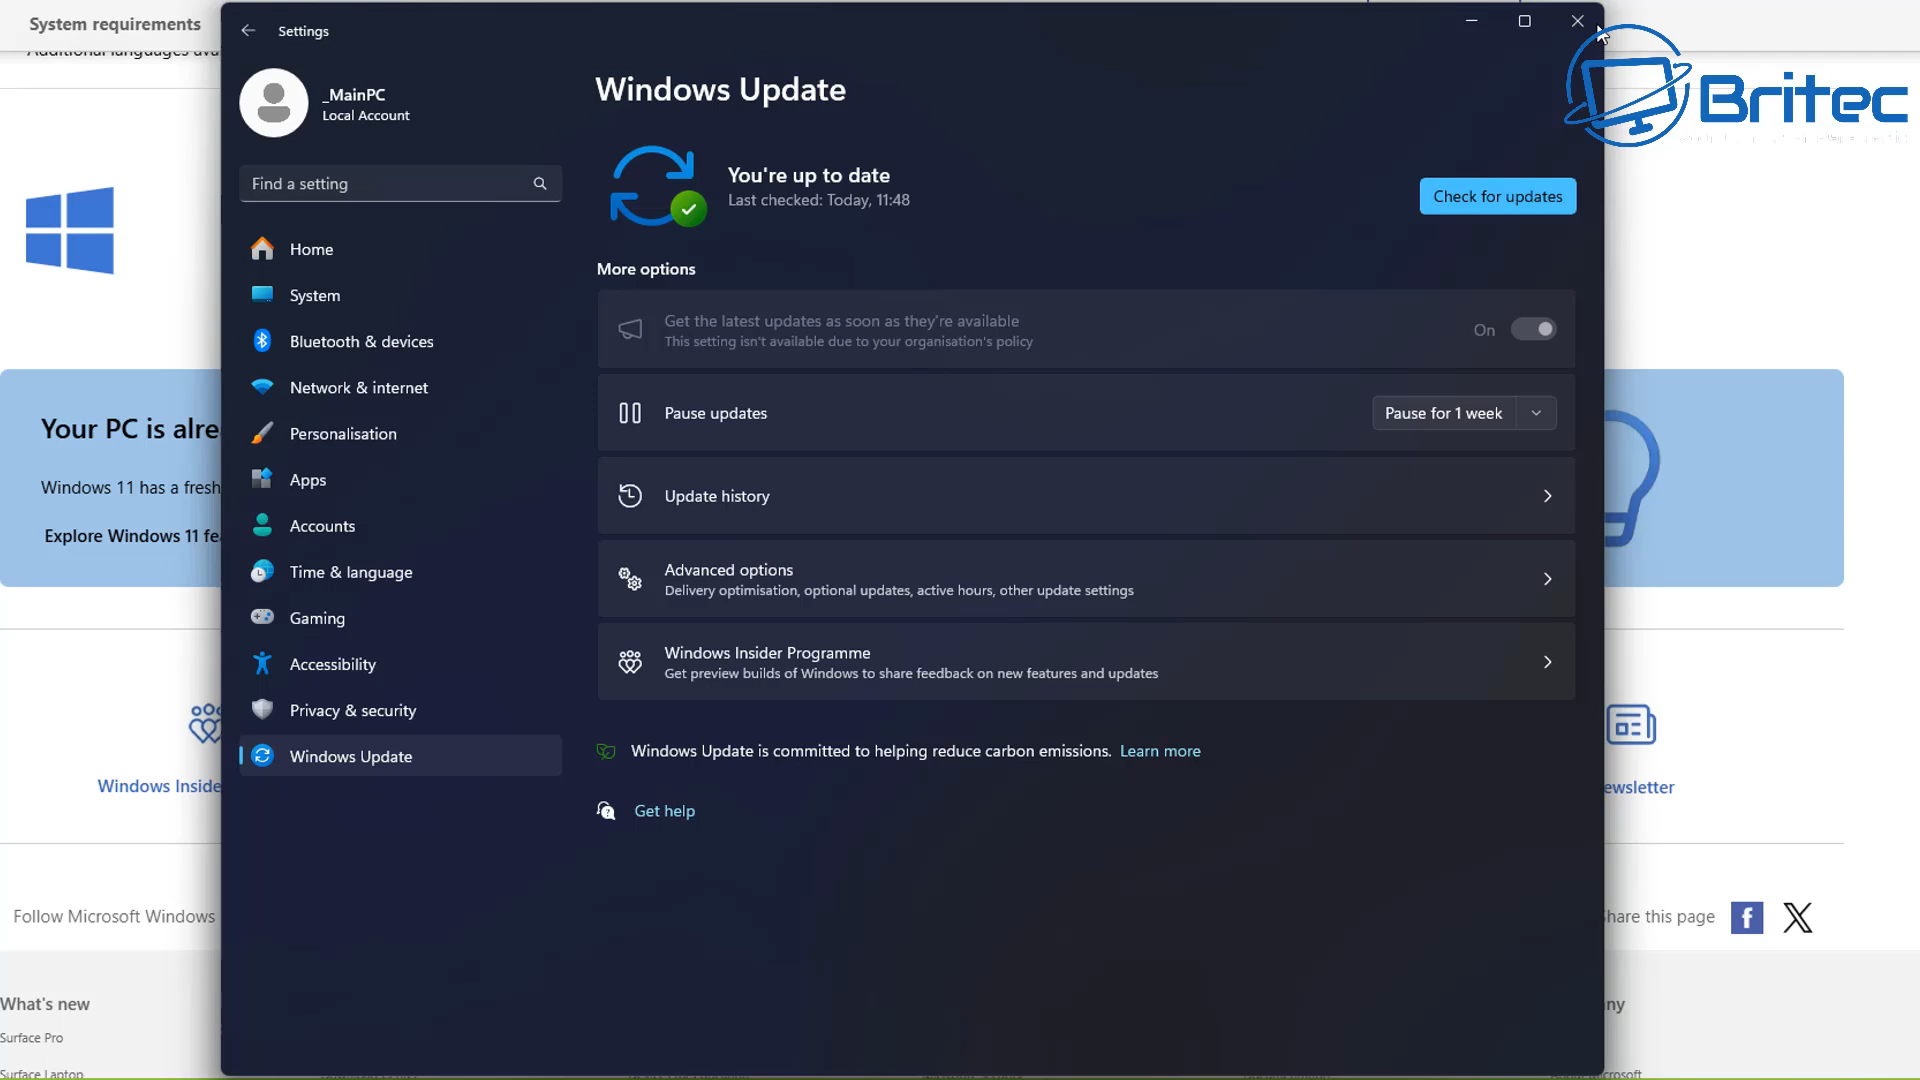 System requirements
Settings
_MainPC
Local Account
Find a setting
Home
System
Bluetooth & devices
Network & internet
Personalisation
Apps
Accounts
Time & language
Gaming
Accessibility
Privacy & security
Windows Update
Windows Update
You're up to date
Last checked: Today, 11:48
Check for updates
More options
Get the latest updates as soon as they're available
This setting isn't available due to your organisation's policy
On
Pause updates
Pause for 1 week
Update history
Advanced options
Delivery optimisation, optional updates, active hours, other update settings
Windows Insider Programme
Get preview builds of Windows to share feedback on new features and updates
Windows Update is committed to helping reduce carbon emissions. Learn more
Get help
Britec
Additional languages ava
Your PC is alre
Windows 11 has a fresh
Explore Windows 11 fea
Windows Inside
ewsletter
Follow Microsoft Windows
Share this page
What's new
Surface Pro
Surface Laptop
ny